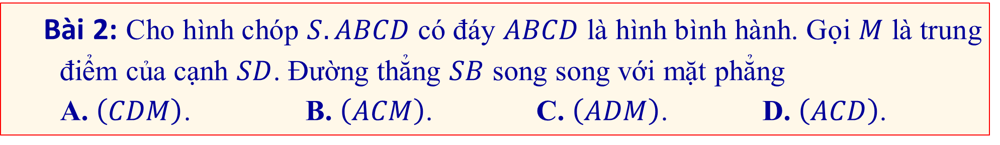 Bài 2: Cho hình chóp S.ABCD có đáy ABCD là hình bình hành. Gọi M là trung
điểm của cạnh SD. Đường thẳng SB song song với mặt phẳng
A. (CDM). B. (ACM). C. (ADM). D. (ACD).